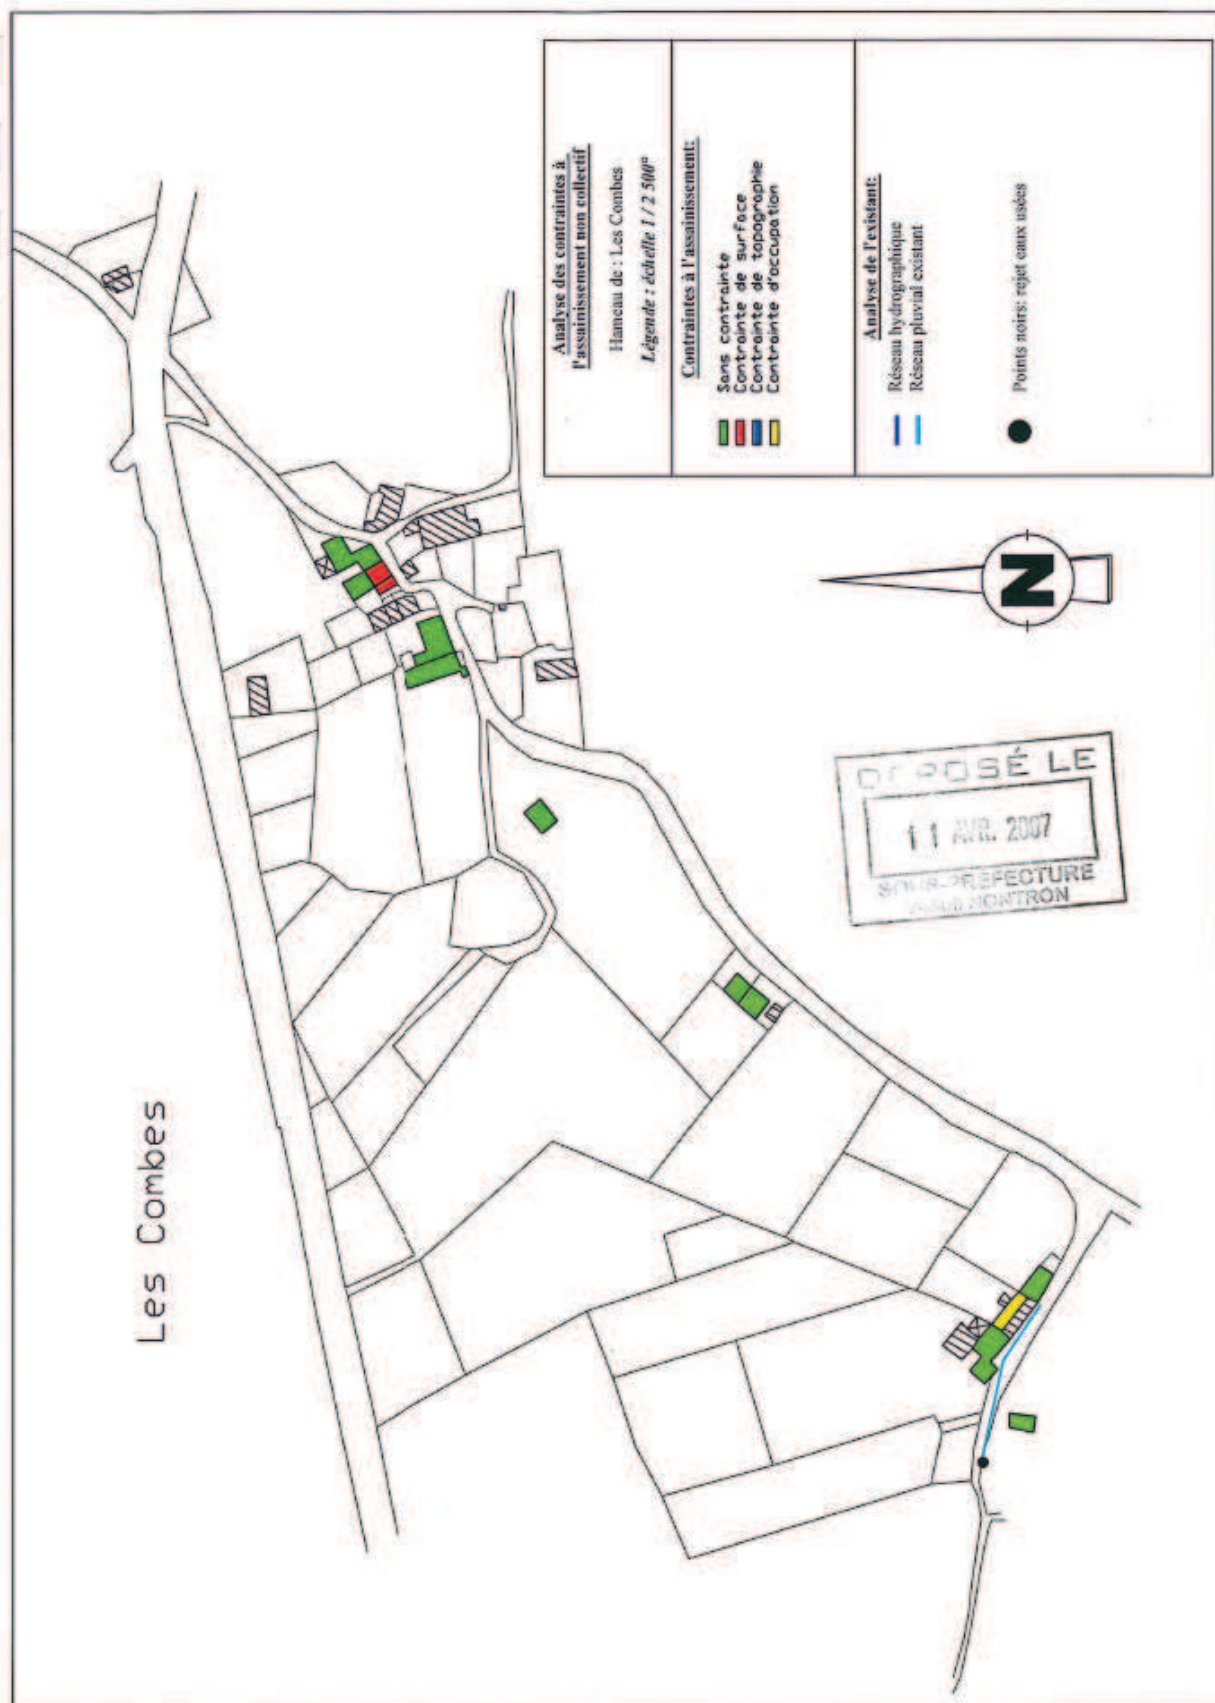 Les Combes
Analyse des contraintes à
l'assainissement non collectif
Hameau de : Les Combes
Légende : échelle 1 / 2 500°
Contraintes à l'assainissement:
Sans contrainte
Contrainte de surface
Contrainte de topographie
Contrainte d'occupation
Analyse de l'existant:
Réseau hydrographique
Réseau pluvial existant
Points noirs: rejet eaux usées
N
DEPOSÉ LE
11 AVR. 2007
SOUS-PREFECTURE
NONTRON